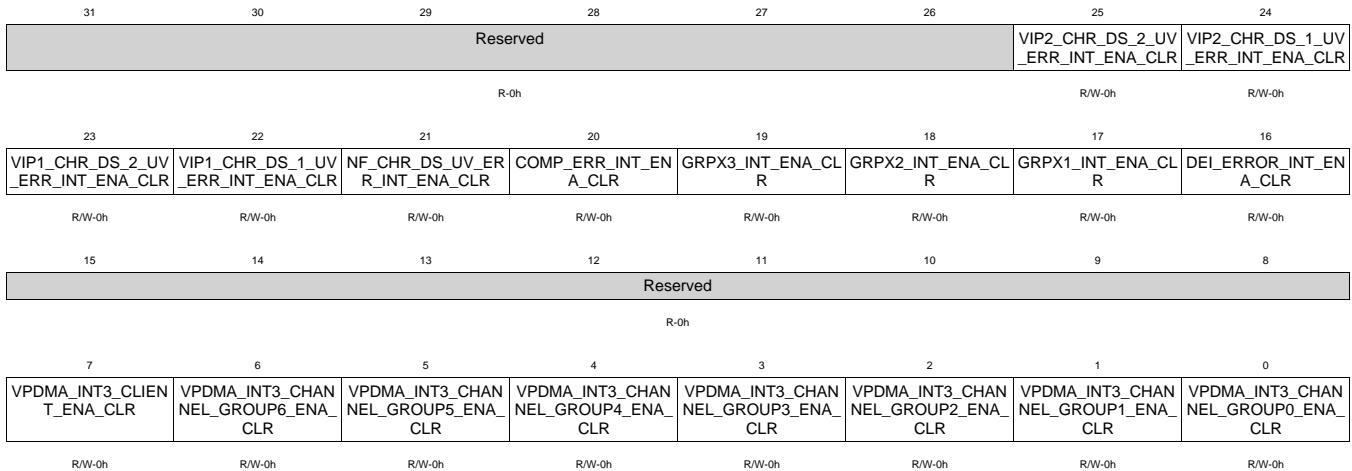 31 30 29 28 27 26 25 24
Reserved VIP2_CHR_DS_2_UV VIP2_CHR_DS_1_UV
_ERR_INT_ENA_CLR _ERR_INT_ENA_CLR
R-0h R/W-0h R/W-0h
23 22 21 20 19 18 17 16
VIP1_CHR_DS_2_UV VIP1_CHR_DS_1_UV NF_CHR_DS_UV_ER COMP_ERR_INT_EN GRPX3_INT_ENA_CL GRPX2_INT_ENA_CL GRPX1_INT_ENA_CL DEI_ERROR_INT_EN
_ERR_INT_ENA_CLR _ERR_INT_ENA_CLR R_INT_ENA_CLR A_CLR R R R A_CLR
R/W-0h R/W-0h R/W-0h R/W-0h R/W-0h R/W-0h R/W-0h R/W-0h
15 14 13 12 11 10 9 8
Reserved
R-0h
7 6 5 4 3 2 1 0
VPDMA_INT3_CLIEN VPDMA_INT3_CHAN VPDMA_INT3_CHAN VPDMA_INT3_CHAN VPDMA_INT3_CHAN VPDMA_INT3_CHAN VPDMA_INT3_CHAN VPDMA_INT3_CHAN
T_ENA_CLR NEL_GROUP6_ENA_ NEL_GROUP5_ENA_ NEL_GROUP4_ENA_ NEL_GROUP3_ENA_ NEL_GROUP2_ENA_ NEL_GROUP1_ENA_ NEL_GROUP0_ENA_
CLR CLR CLR CLR CLR CLR CLR
R/W-0h R/W-0h R/W-0h R/W-0h R/W-0h R/W-0h R/W-0h R/W-0h